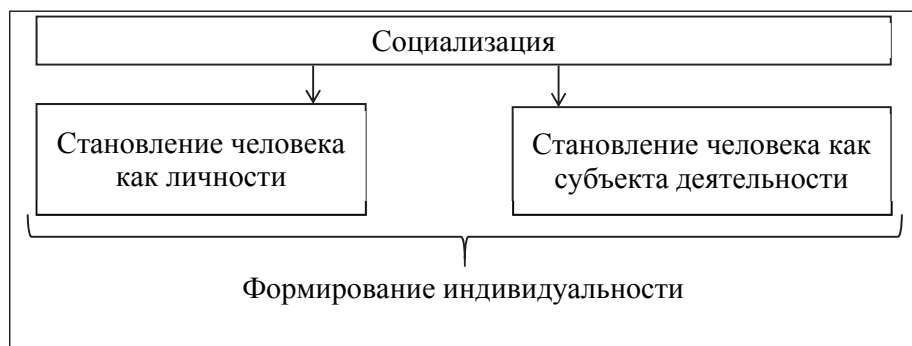 Социализация
Становление человека
как личности
Становление человека как
субъекта деятельности
Формирование индивидуальности